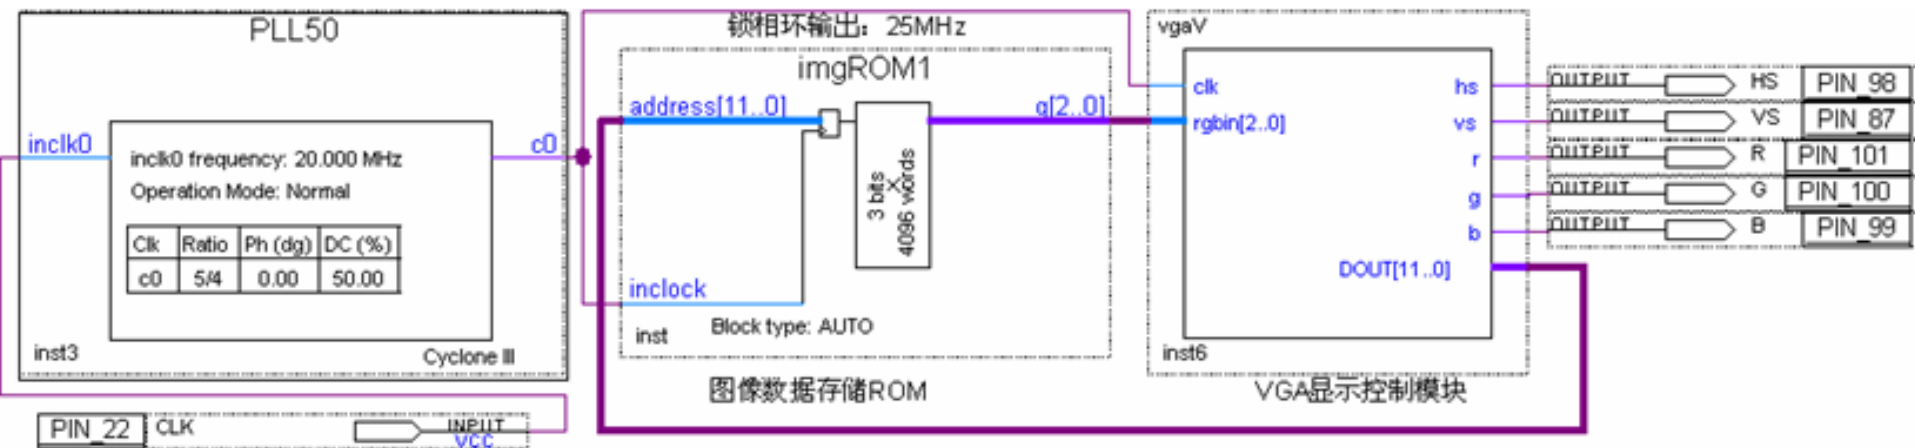 PLL50
inclk0
c0
inclk0 frequency: 20.000 MHz
Operation Mode: Normal
Clk Ratio Ph (dg) DC (%)
c0 5/4 0.00 50.00
inst3
Cyclone III
PIN_22 CLK INPUT
VCC
锁相环输出：25MHz
imgROM1
address[11..0]
q[2..0]
3 bits
×
4096 words
inclock
inst
Block type: AUTO
图像数据存储ROM
vgaV
clk
rgbin[2..0]
hs
vs
r
g
b
DOUT[11..0]
inst6
VGA显示控制模块
OUTPUT HS PIN_98
OUTPUT VS PIN_87
OUTPUT R PIN_101
OUTPUT G PIN_100
OUTPUT B PIN_99